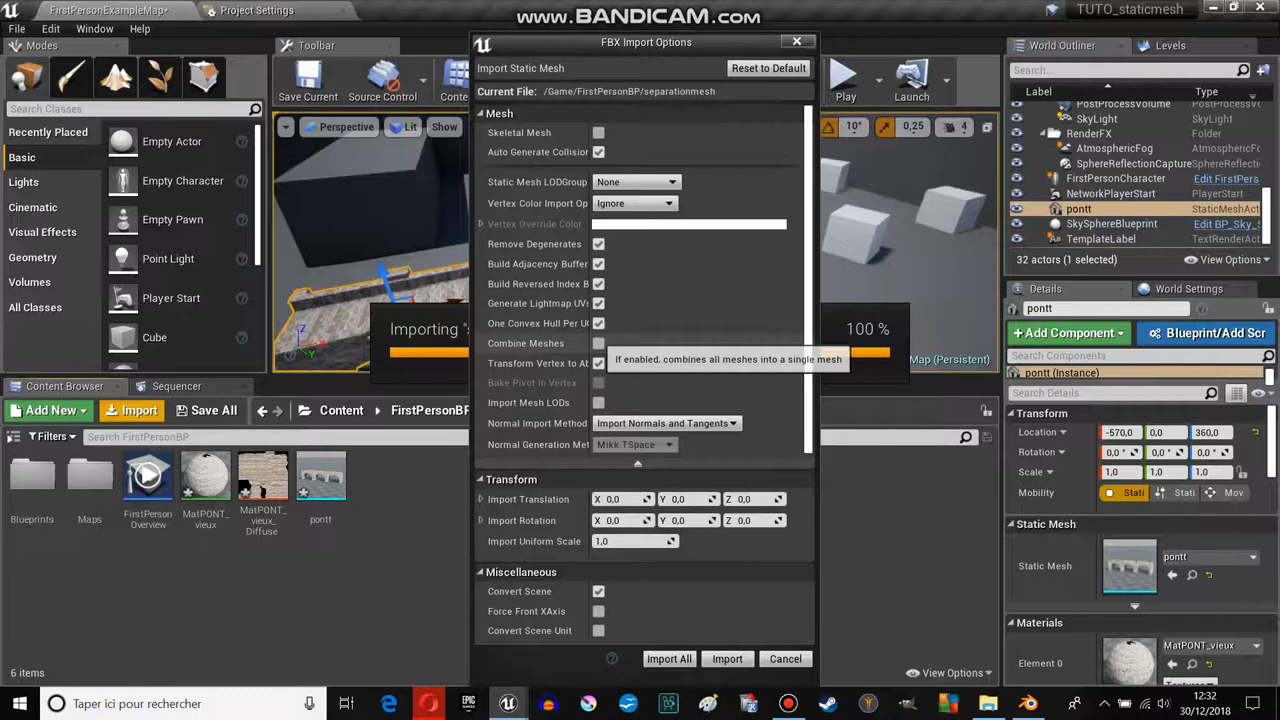 FirstPersonExampleMap*
Project Settings
www.BANDICAM.com
TUTO_staticmesh
File Edit Window Help
Modes
Toolbar
Search Classes
Recently Placed
Basic
Lights
Cinematic
Visual Effects
Geometry
Volumes
All Classes
Empty Actor
Empty Character
Empty Pawn
Point Light
Player Start
Cube
Save Current
Source Control
Play
Launch
Perspective
Lit
Show
10°
0,25
4
Importing "s
100 %
Map (Persistent)
FBX Import Options
Import Static Mesh
Reset to Default
Current File: /Game/FirstPersonBP/separationmesh
Mesh
Skeletal Mesh
Auto Generate Collision
Static Mesh LODGroup
None
Vertex Color Import Op
Ignore
Vertex Override Color
Remove Degenerates
Build Adjacency Buffer
Build Reversed Index B
Generate Lightmap UVs
One Convex Hull Per U
Combine Meshes
If enabled, combines all meshes into a single mesh
Transform Vertex to Ab
Bake Pivot in Vertex
Import Mesh LODs
Normal Import Method
Import Normals and Tangents
Normal Generation Met
Mikk TSpace
Transform
Import Translation
X 0,0
Y 0,0
Z 0,0
Import Rotation
X 0,0
Y 0,0
Z 0,0
Import Uniform Scale
1,0
Miscellaneous
Convert Scene
Force Front XAxis
Convert Scene Unit
Import All
Import
Cancel
World Outliner
Levels
Search...
Label
Type
PostProcessVolume
SkyLight
SkyLight
RenderFX
Folder
AtmosphericFog
AtmosphericFog
SphereReflectionCapture
FirstPersonCharacter
Edit FirstPers
NetworkPlayerStart
PlayerStart
pontt
StaticMeshAct
SkySphereBlueprint
Edit BP_Sky_
TemplateLabel
TextRenderAct
32 actors (1 selected)
View Options
Details
World Settings
pontt
Add Component
Blueprint/Add Scr
Search Components
pontt (Instance)
Search Details
Transform
Location
-570,0
0,0
360,0
Rotation
0,0 °
0,0 °
0,0 °
Scale
1,0
1,0
1,0
Mobility
Stati
Stati
Mov
Static Mesh
Static Mesh
pontt
Materials
Element 0
MatPONT_vieux
Content Browser
Sequencer
Add New
Import
Save All
Content
FirstPersonBP
Filters
Search FirstPersonBP
Blueprints
Maps
FirstPerson
Overview
MatPONT_
vieux
MatPONT_
vieux_
Diffuse
pontt
6 items
View Options
Taper ici pour rechercher
12:32
30/12/2018